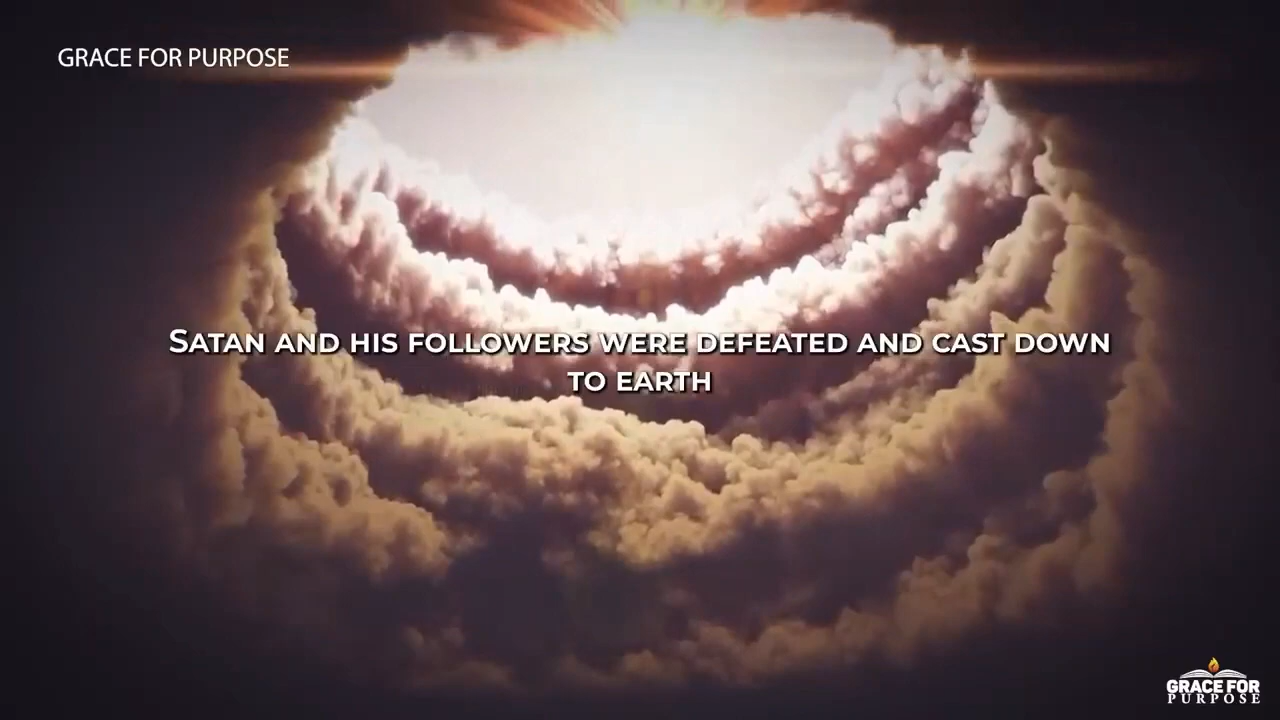 GRACE FOR PURPOSE
SATAN AND HIS FOLLOWERS WERE DEFEATED AND CAST DOWN
TO EARTH
GRACE FOR
PURPOSE